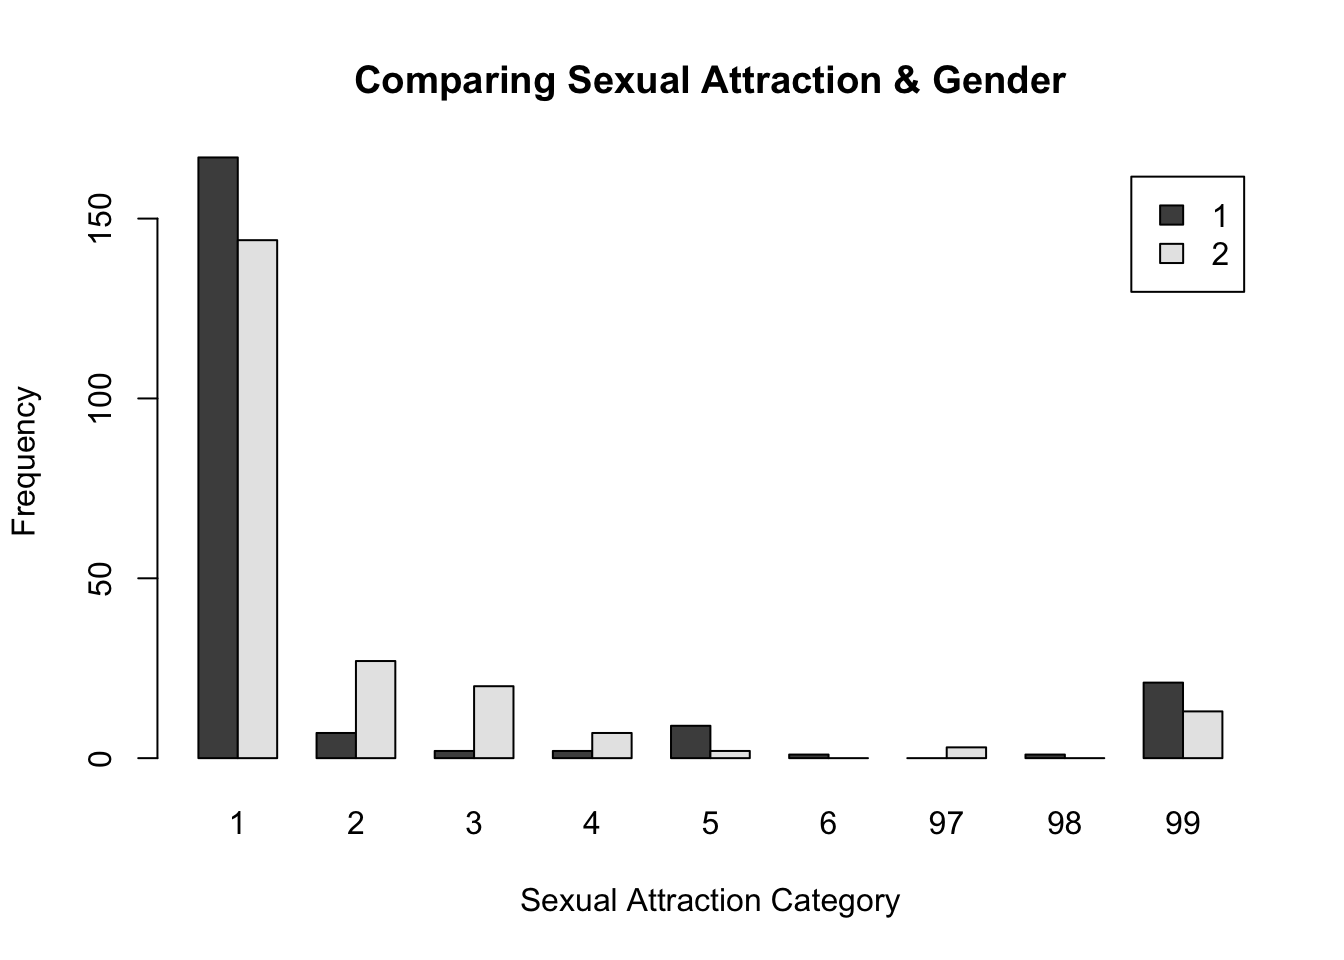 Comparing Sexual Attraction & Gender
1
2
Frequency
150
100
50
0
1 2 3 4 5 6 97 98 99
Sexual Attraction Category